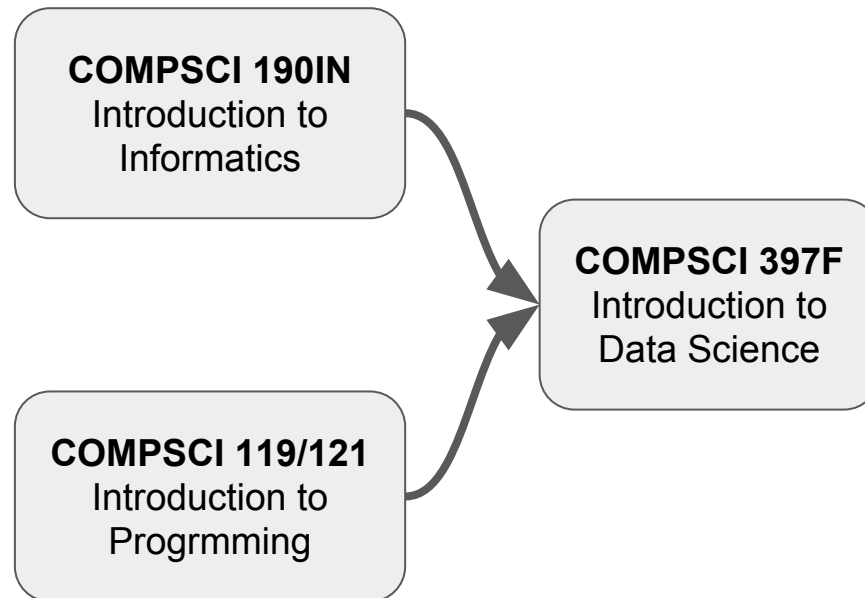 COMPSCI 190IN
Introduction to
Informatics
COMPSCI 397F
Introduction to
Data Science
COMPSCI 119/121
Introduction to
Progrmming